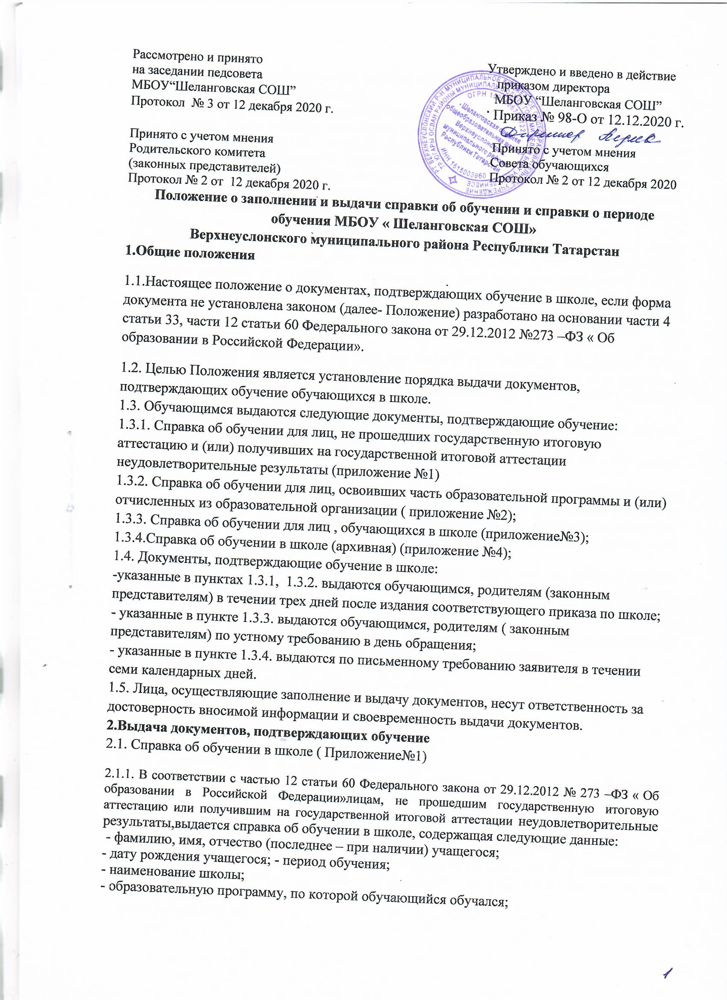 Рассмотрено и принято
на заседании педсовета
МБОУ“Шеланговская СОШ”
Протокол № 3 от 12 декабря 2020 г.
Утверждено и введено в действие
приказом директора
МБОУ “Шеланговская СОШ”
Приказ № 98-О от 12.12.2020 г.
Директор
Принято с учетом мнения
Родительского комитета
(законных представителей)
Протокол № 2 от 12 декабря 2020 г.
Принято с учетом мнения
Совета обучающихся
Протокол № 2 от 12 декабря 2020
Шеланговская средняя
общеобразовательная школа
Верхнеуслонского
муниципального района
Республики Татарстан
ИНН 1615003960
Положение о заполнении и выдачи справки об обучении и справки о периоде
обучения МБОУ « Шеланговская СОШ»
Верхнеуслонского муниципального района Республики Татарстан
1.Общие положения
1.1.Настоящее положение о документах, подтверждающих обучение в школе, если форма
документа не установлена законом (далее- Положение) разработано на основании части 4
статьи 33, части 12 статьи 60 Федерального закона от 29.12.2012 №273 –ФЗ « Об
образовании в Российской Федерации».
1.2. Целью Положения является установление порядка выдачи документов,
подтверждающих обучение обучающихся в школе.
1.3. Обучающимся выдаются следующие документы, подтверждающие обучение:
1.3.1. Справка об обучении для лиц, не прошедших государственную итоговую
аттестацию и (или) получивших на государственной итоговой аттестации
неудовлетворительные результаты (приложение №1)
1.3.2. Справка об обучении для лиц, освоивших часть образовательной программы и (или)
отчисленных из образовательной организации ( приложение №2);
1.3.3. Справка об обучении для лиц , обучающихся в школе (приложение№3);
1.3.4.Справка об обучении в школе (архивная) (приложение №4);
1.4. Документы, подтверждающие обучение в школе:
-указанные в пунктах 1.3.1, 1.3.2. выдаются обучающимся, родителям (законным
представителям) в течении трех дней после издания соответствующего приказа по школе;
- указанные в пункте 1.3.3. выдаются обучающимся, родителям ( законным
представителям) по устному требованию в день обращения;
- указанные в пункте 1.3.4. выдаются по письменному требованию заявителя в течении
семи календарных дней.
1.5. Лица, осуществляющие заполнение и выдачу документов, несут ответственность за
достоверность вносимой информации и своевременность выдачи документов.
2.Выдача документов, подтверждающих обучение
2.1. Справка об обучении в школе ( Приложение№1)
2.1.1. В соответствии с частью 12 статьи 60 Федерального закона от 29.12.2012 № 273 –ФЗ « Об
образовании в Российской Федерации»лицам, не прошедшим государственную итоговую
аттестацию или получившим на государственной итоговой аттестации неудовлетворительные
результаты,выдается справка об обучении в школе, содержащая следующие данные:
- фамилию, имя, отчество (последнее – при наличии) учащегося;
- дату рождения учащегося; - период обучения;
- наименование школы;
- образовательную программу, по которой обучающийся обучался;
1